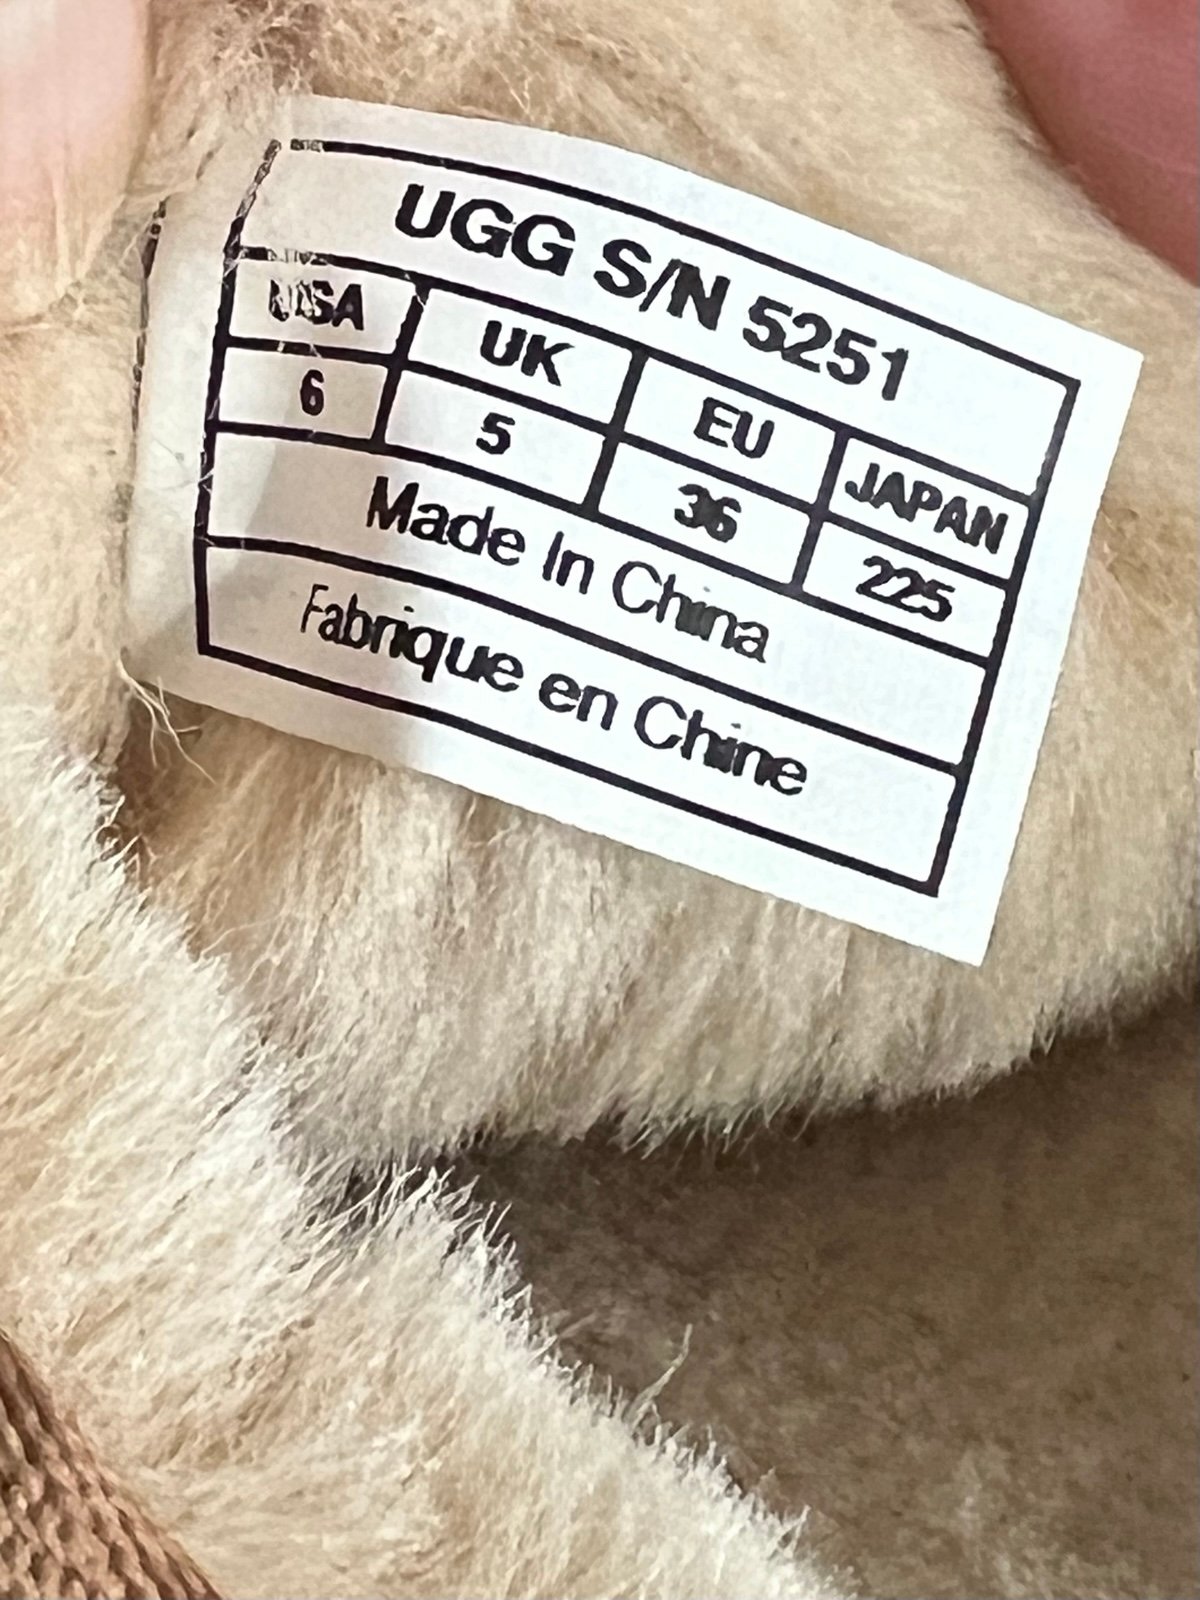 UGG S/N 5251
USA UK EU JAPAN
6 5 36 225
Made In China
Fabrique en Chine